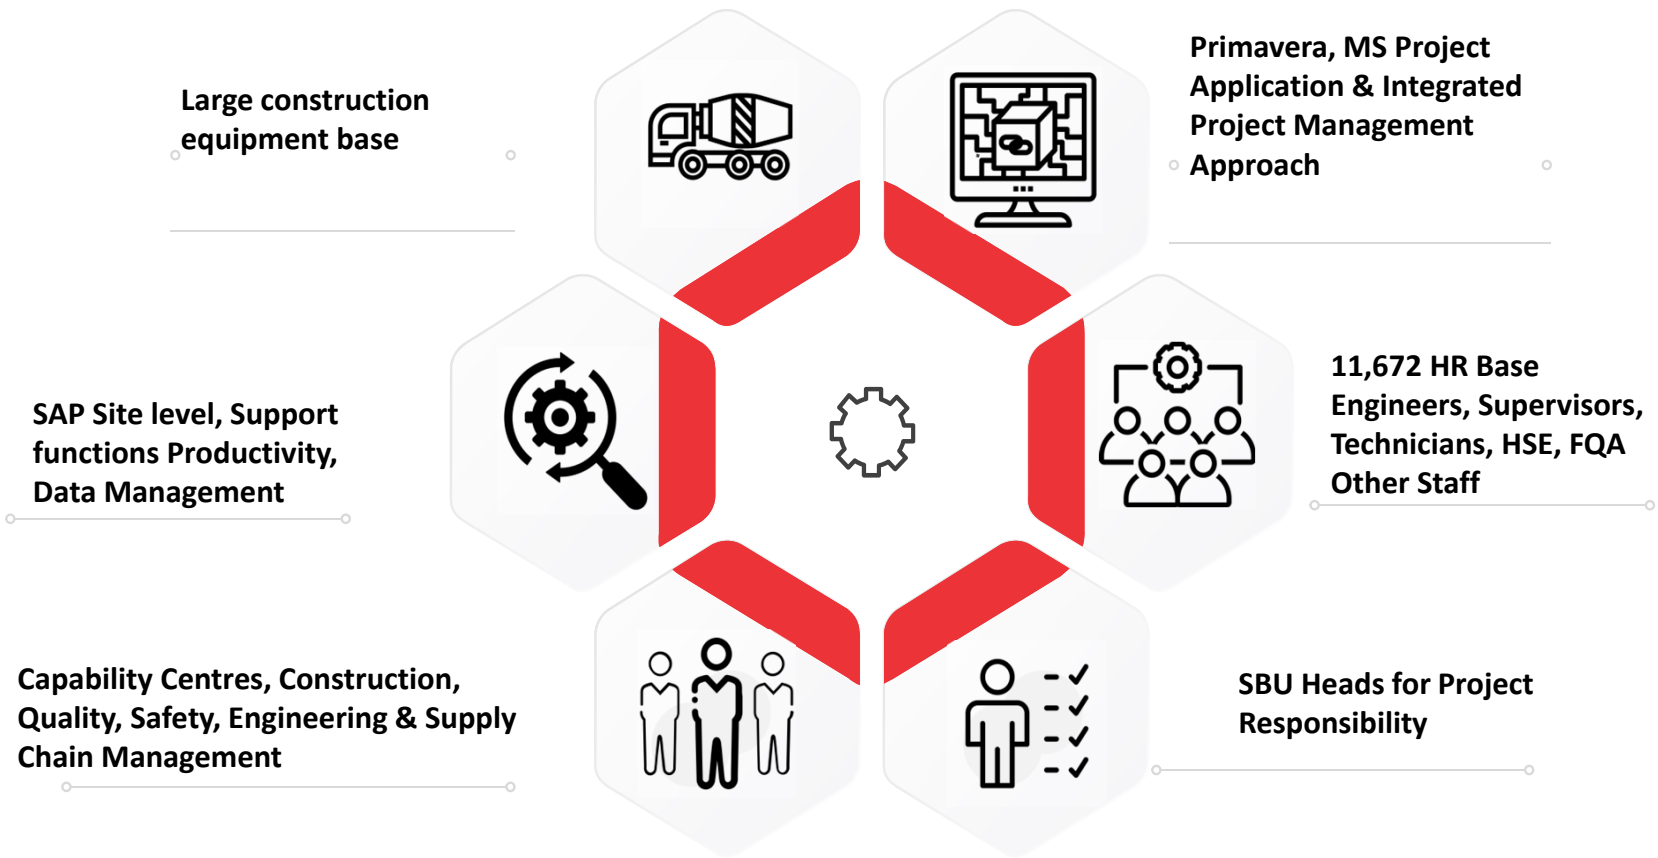 Large construction
equipment base
Primavera, MS Project
Application & Integrated
Project Management
Approach
SAP Site level, Support
functions Productivity,
Data Management
11,672 HR Base
Engineers, Supervisors,
Technicians, HSE, FQA
Other Staff
Capability Centres, Construction,
Quality, Safety, Engineering & Supply
Chain Management
SBU Heads for Project
Responsibility